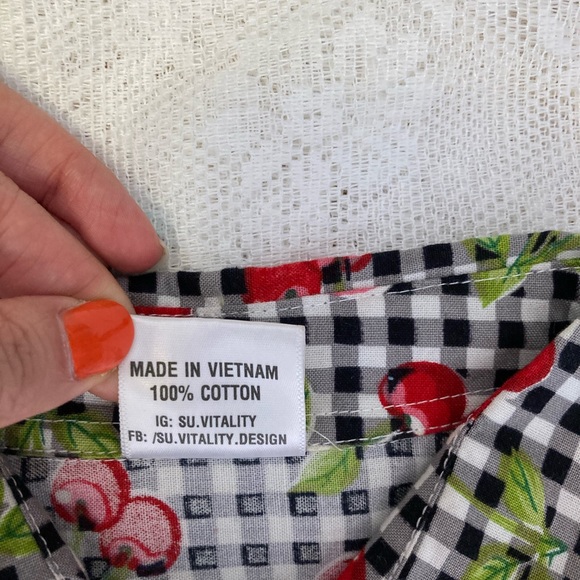 MADE IN VIETNAM
100% COTTON
IG: SU.VITALITY
FB: /SU.VITALITY.DESIGN